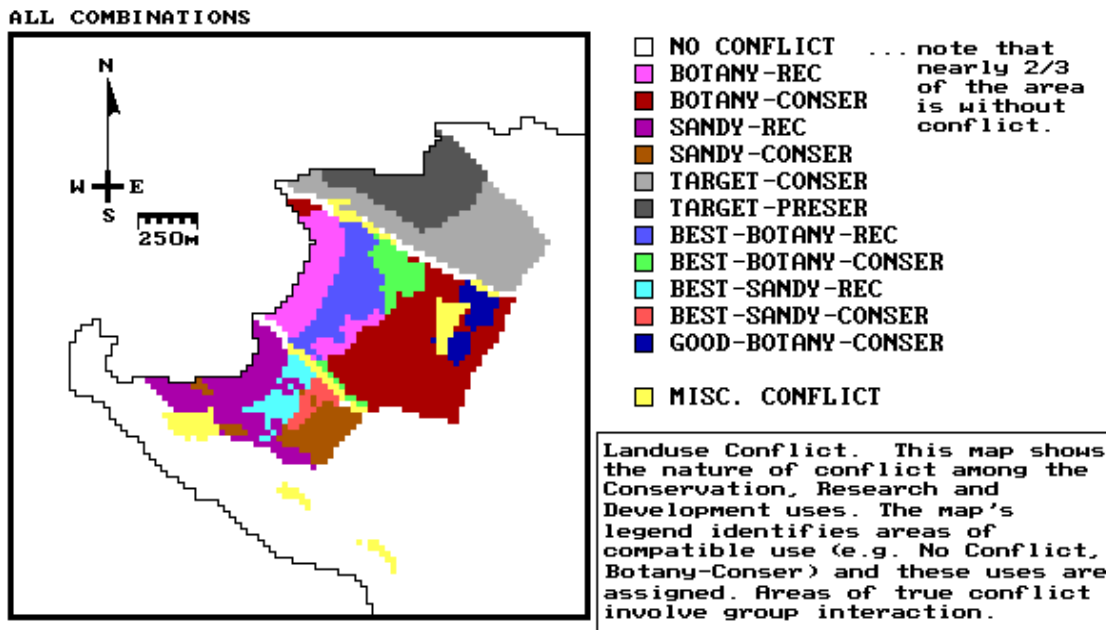 ALL COMBINATIONS
N
W E
S
250M
NO CONFLICT ... note that
nearly 2/3
of the area
is without
conflict.
BOTANY-REC
BOTANY-CONSER
SANDY-REC
SANDY-CONSER
TARGET-CONSER
TARGET-PRESER
BEST-BOTANY-REC
BEST-BOTANY-CONSER
BEST-SANDY-REC
BEST-SANDY-CONSER
GOOD-BOTANY-CONSER
MISC. CONFLICT
Landuse Conflict. This map shows
the nature of conflict among the
Conservation, Research and
Development uses. The map's
legend identifies areas of
compatible use (e.g. No Conflict,
Botany-Conser) and these uses are
assigned. Areas of true conflict
involve group interaction.